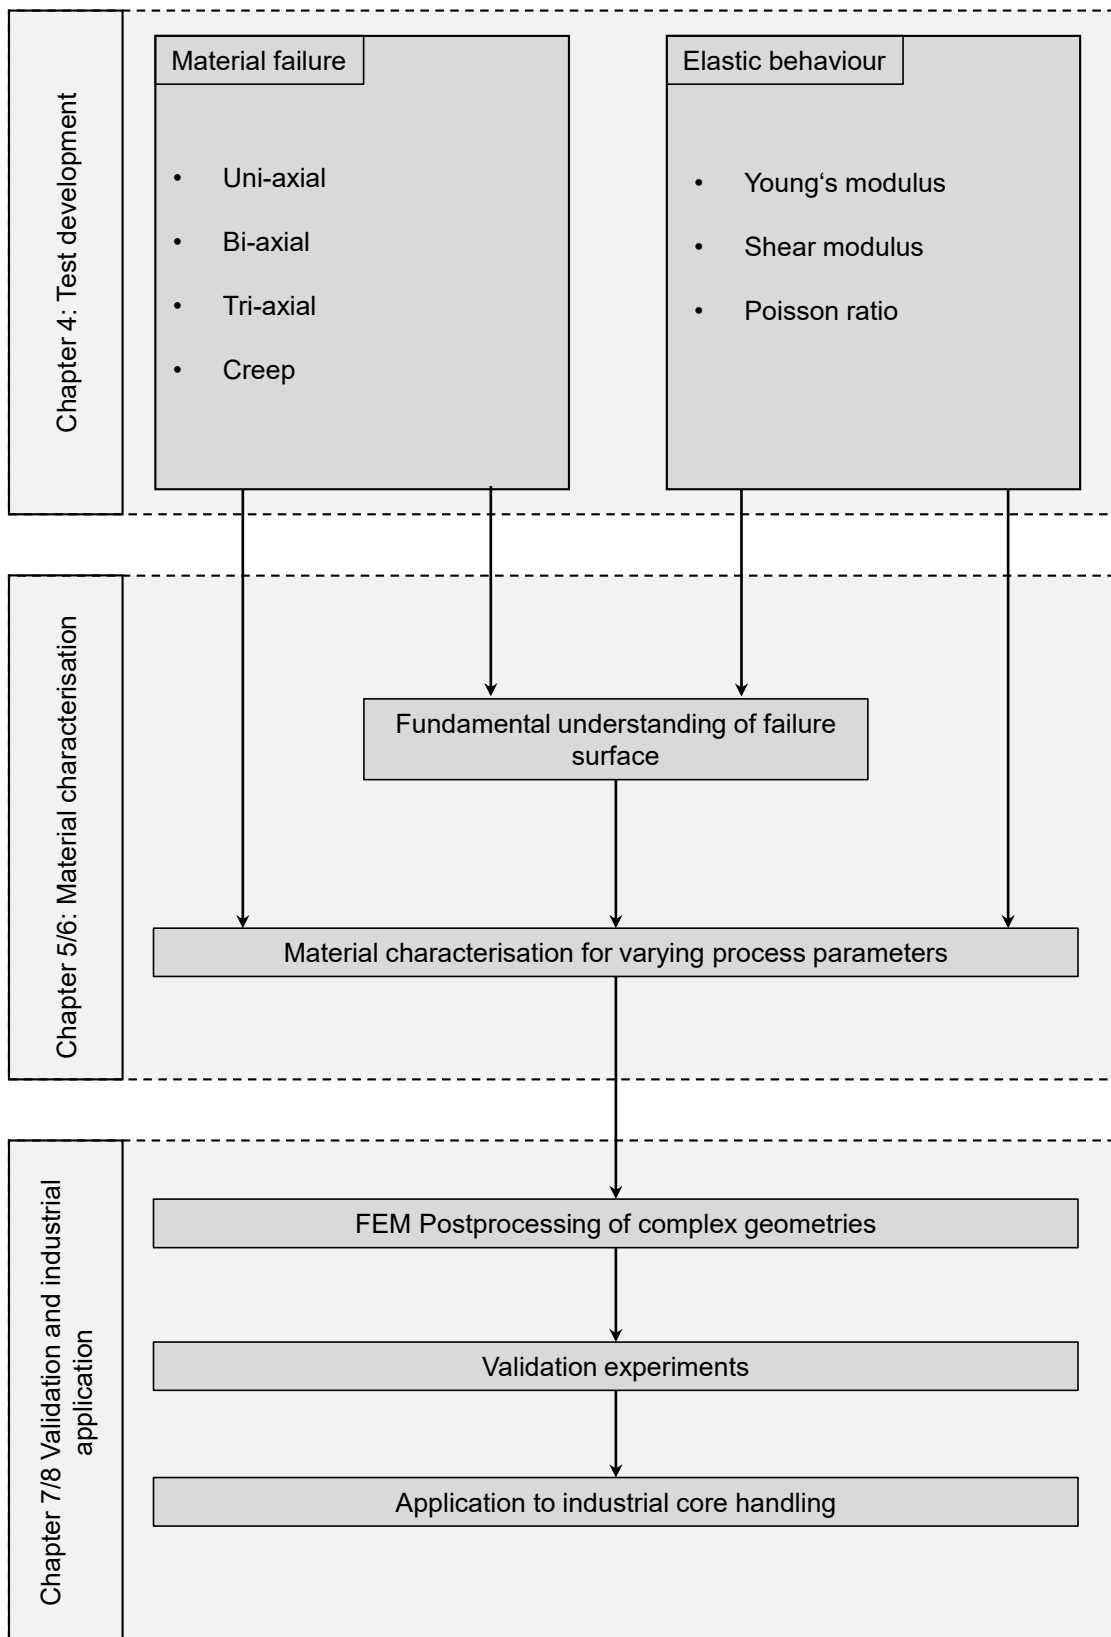 Chapter 4: Test development
Material failure
• Uni-axial
• Bi-axial
• Tri-axial
• Creep
Elastic behaviour
• Young‘s modulus
• Shear modulus
• Poisson ratio
Chapter 5/6: Material characterisation
Fundamental understanding of failure
surface
Material characterisation for varying process parameters
Chapter 7/8 Validation and industrial
application
FEM Postprocessing of complex geometries
Validation experiments
Application to industrial core handling